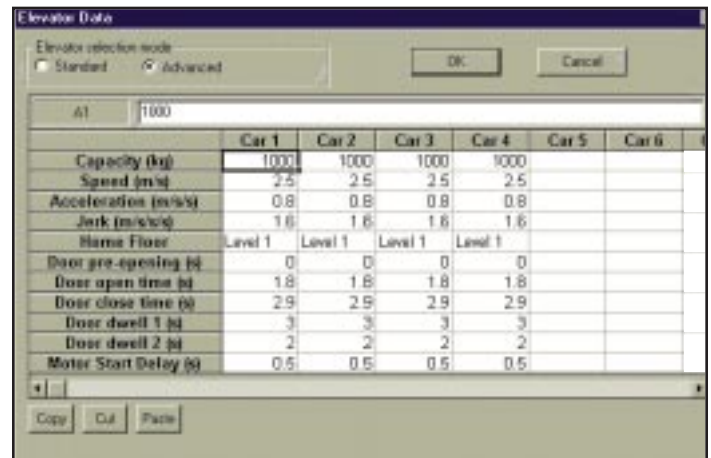 Elevator Data
Elevator selection mode
Standard Advanced
OK Cancel
A1 1000
Car 1 Car 2 Car 3 Car 4 Car 5 Car 6
Capacity (kg) 1000 1000 1000 1000
Speed (m/s) 2.5 2.5 2.5 2.5
Acceleration (m/s/s) 0.8 0.8 0.8 0.8
Jerk (m/s/s/s) 1.6 1.6 1.6 1.6
Home Floor Level 1 Level 1 Level 1 Level 1
Door pre-opening (s) 0 0 0 0
Door open time (s) 1.8 1.8 1.8 1.8
Door close time (s) 2.9 2.9 2.9 2.9
Door dwell 1 (s) 3 3 3 3
Door dwell 2 (s) 2 2 2 2
Motor Start Delay (s) 0.5 0.5 0.5 0.5
Copy Cut Paste